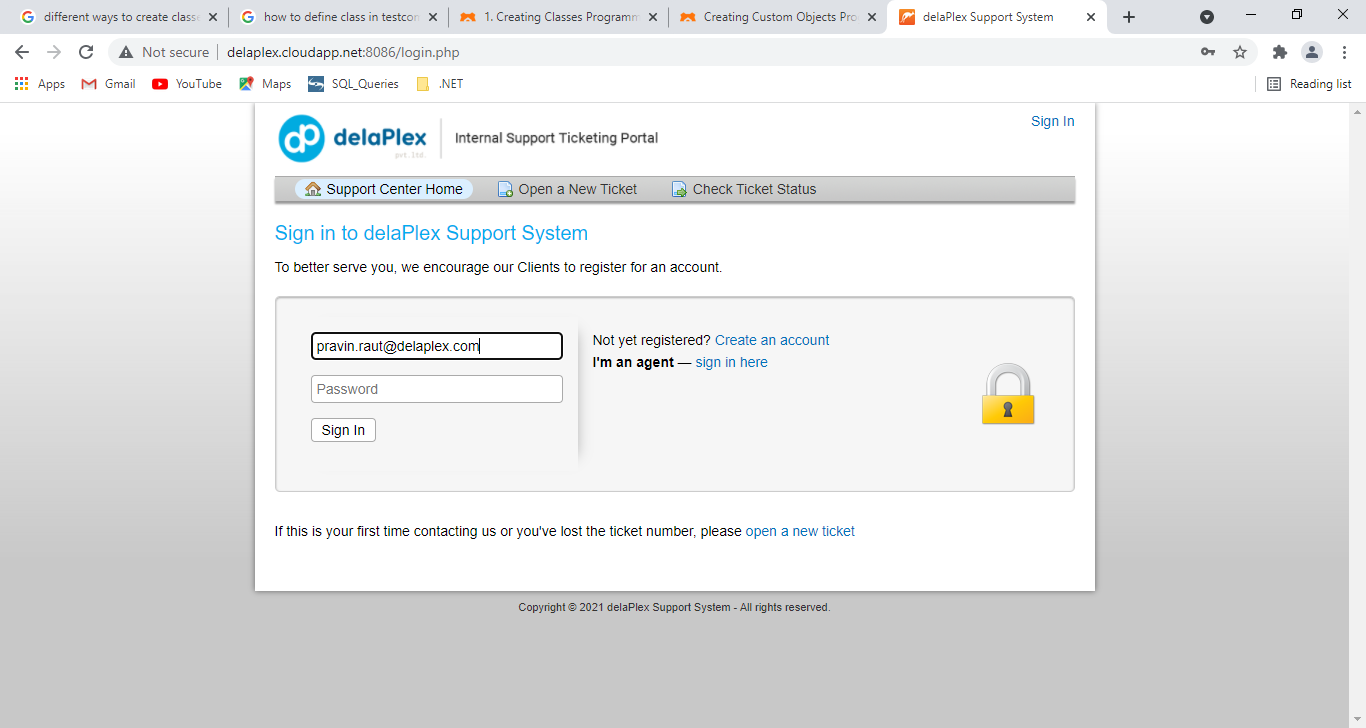 different ways to create classe
how to define class in testcon
1. Creating Classes Programm
Creating Custom Objects Pro
delaPlex Support System
Not secure
delaplex.cloudapp.net:8086/login.php
Apps
Gmail
YouTube
Maps
SQL_Queries
.NET
Reading list
dp delaPlex
pvt.ltd.
Internal Support Ticketing Portal
Sign In
Support Center Home
Open a New Ticket
Check Ticket Status
Sign in to delaPlex Support System
To better serve you, we encourage our Clients to register for an account.
pravin.raut@delaplex.com
Password
Sign In
Not yet registered? Create an account
I'm an agent — sign in here
If this is your first time contacting us or you've lost the ticket number, please open a new ticket
Copyright © 2021 delaPlex Support System - All rights reserved.